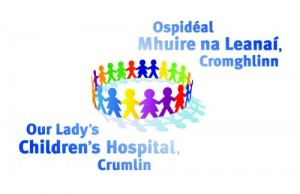 Ospidéal
Mhuire na Leanaí,
Cromghlinn
Our Lady's
Children's Hospital,
Crumlin